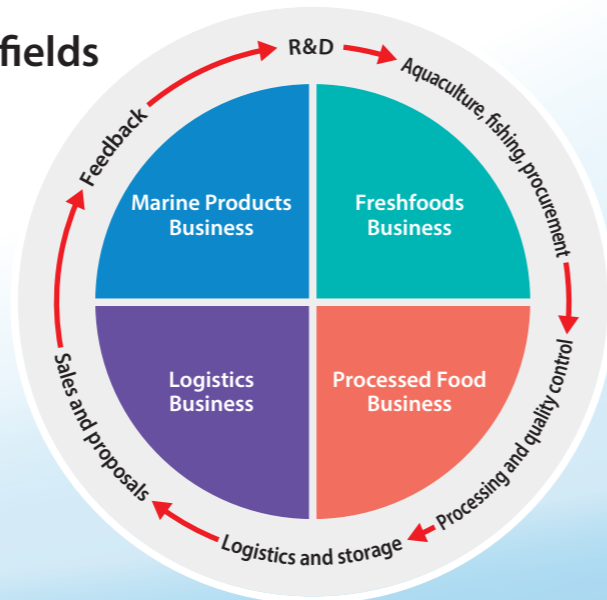 fields
R&D
Aquaculture, fishing, procurement
Processing and quality control
Logistics and storage
Sales and proposals
Feedback
Marine Products
Business
Freshfoods
Business
Logistics
Business
Processed Food
Business